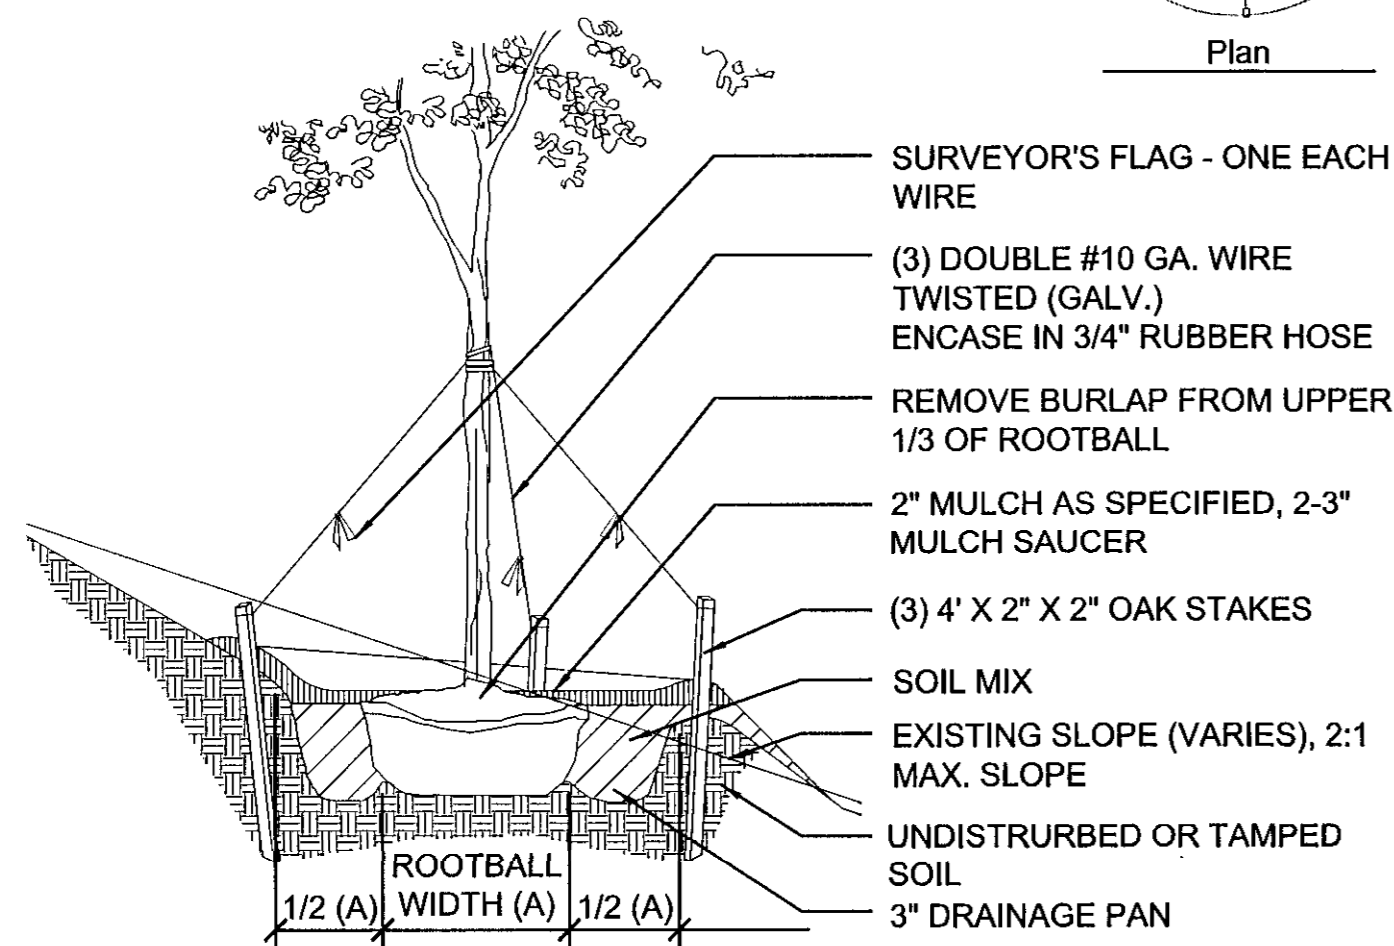 Plan
SURVEYOR'S FLAG - ONE EACH
WIRE
(3) DOUBLE #10 GA. WIRE
TWISTED (GALV.)
ENCASE IN 3/4" RUBBER HOSE
REMOVE BURLAP FROM UPPER
1/3 OF ROOTBALL
2" MULCH AS SPECIFIED, 2-3"
MULCH SAUCER
(3) 4' X 2" X 2" OAK STAKES
SOIL MIX
EXISTING SLOPE (VARIES), 2:1
MAX. SLOPE
UNDISTRURBED OR TAMPED
SOIL
3" DRAINAGE PAN
ROOTBALL
WIDTH (A)
1/2 (A)
1/2 (A)